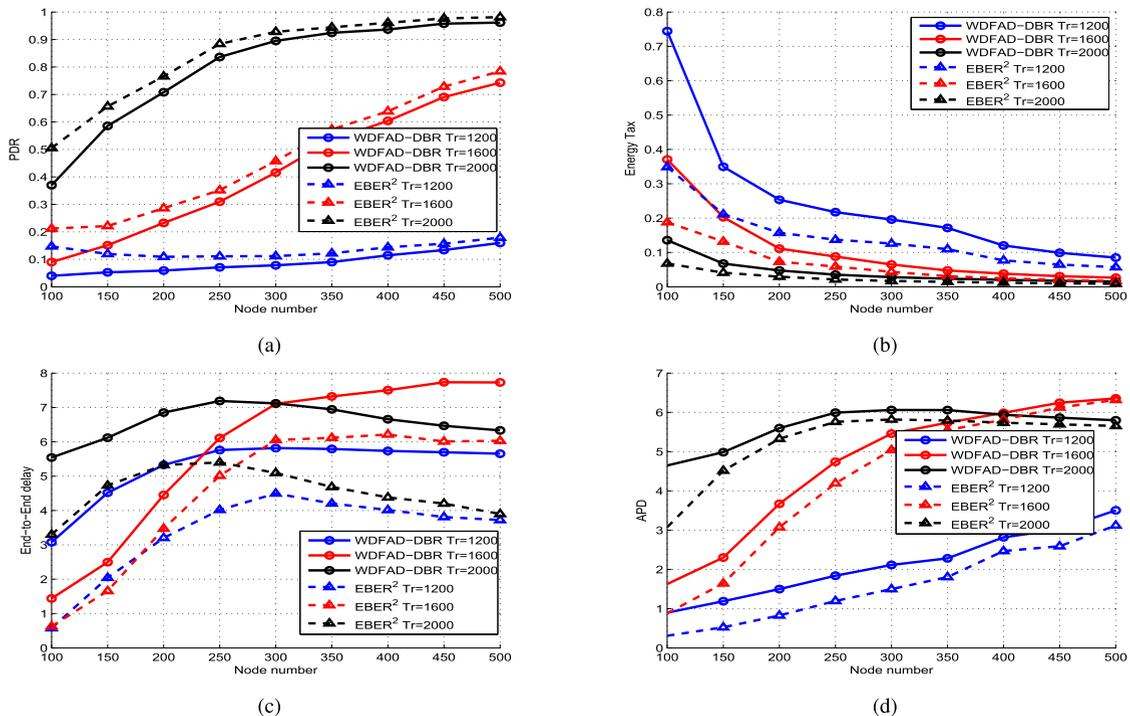 1
0.9
0.8
0.7
0.6
0.5
0.4
0.3
0.2
0.1
0
PDR
WDFAD-DBR Tr=1200
WDFAD-DBR Tr=1600
WDFAD-DBR Tr=2000
EBER² Tr=1200
EBER² Tr=1600
EBER² Tr=2000
100 150 200 250 300 350 400 450 500
Node number
(a)
0.8
0.7
0.6
0.5
0.4
0.3
0.2
0.1
0
Energy Tax
WDFAD-DBR Tr=1200
WDFAD-DBR Tr=1600
WDFAD-DBR Tr=2000
EBER² Tr=1200
EBER² Tr=1600
EBER² Tr=2000
100 150 200 250 300 350 400 450 500
Node number
(b)
8
7
6
5
4
3
2
1
0
End-to-End delay
WDFAD-DBR Tr=1200
WDFAD-DBR Tr=1600
WDFAD-DBR Tr=2000
EBER² Tr=1200
EBER² Tr=1600
EBER² Tr=2000
100 150 200 250 300 350 400 450 500
Node number
(c)
7
6
5
4
3
2
1
0
APD
WDFAD-DBR Tr=1200
WDFAD-DBR Tr=1600
WDFAD-DBR Tr=2000
EBER² Tr=1200
EBER² Tr=1600
EBER² Tr=2000
100 150 200 250 300 350 400 450 500
Node number
(d)